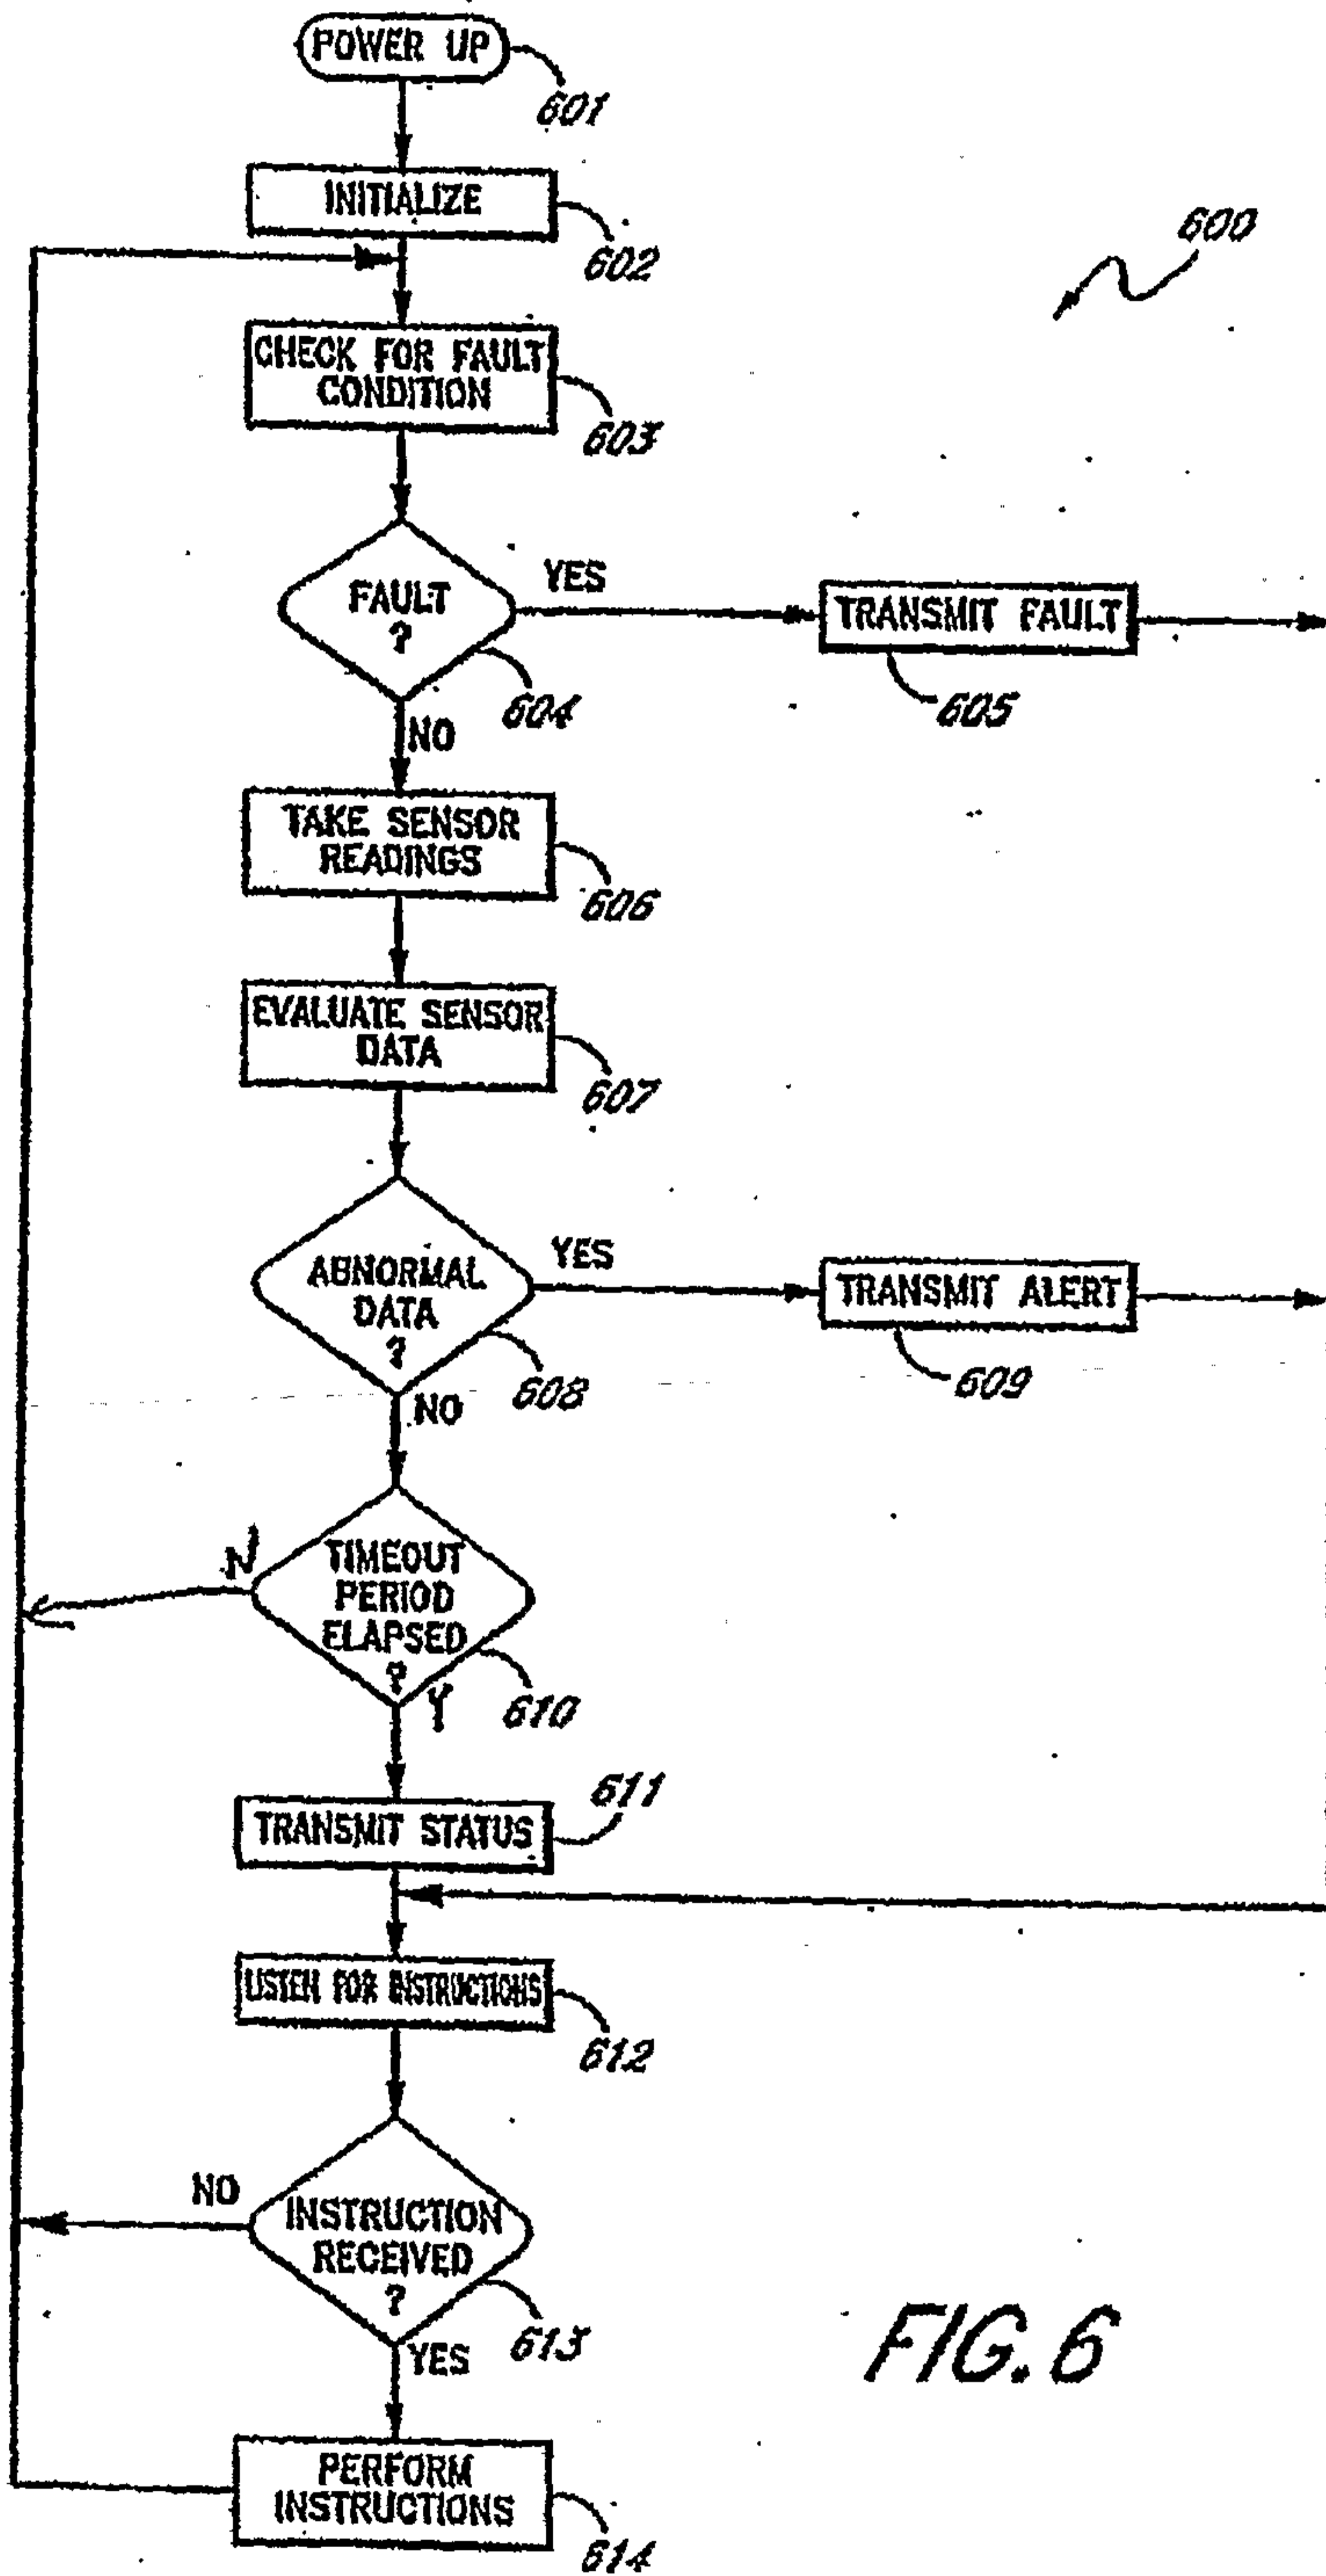 POWER UP
601
INITIALIZE
602
600
CHECK FOR FAULT
CONDITION
603
FAULT
?
YES
604
NO
TRANSMIT FAULT
605
TAKE SENSOR
READINGS
606
EVALUATE SENSOR
DATA
607
ABNORMAL
DATA
?
YES
608
NO
TRANSMIT ALERT
609
TIMEOUT
PERIOD
ELAPSED
?
N
Y
610
TRANSMIT STATUS
611
LISTEN FOR INSTRUCTIONS
612
INSTRUCTION
RECEIVED
?
NO
613
YES
PERFORM
INSTRUCTIONS
614
FIG. 6